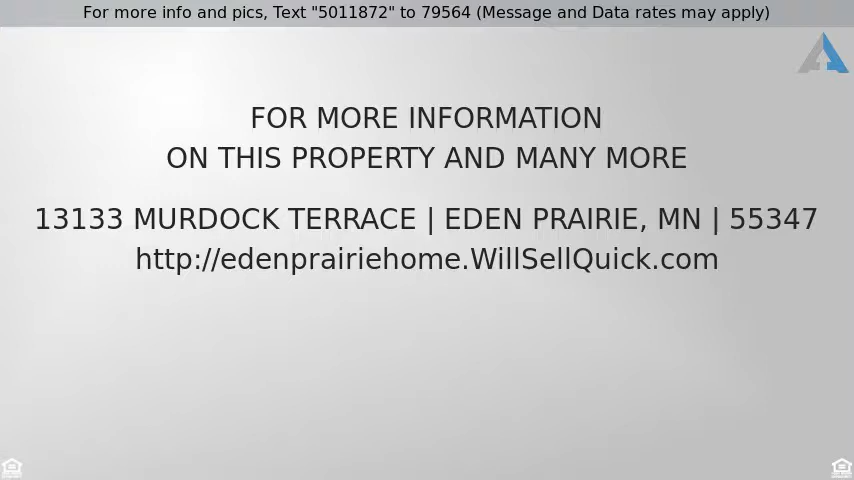 For more info and pics, Text "5011872" to 79564 (Message and Data rates may apply)
FOR MORE INFORMATION
ON THIS PROPERTY AND MANY MORE
13133 MURDOCK TERRACE | EDEN PRAIRIE, MN | 55347
http://edenprairiehome.WillSellQuick.com